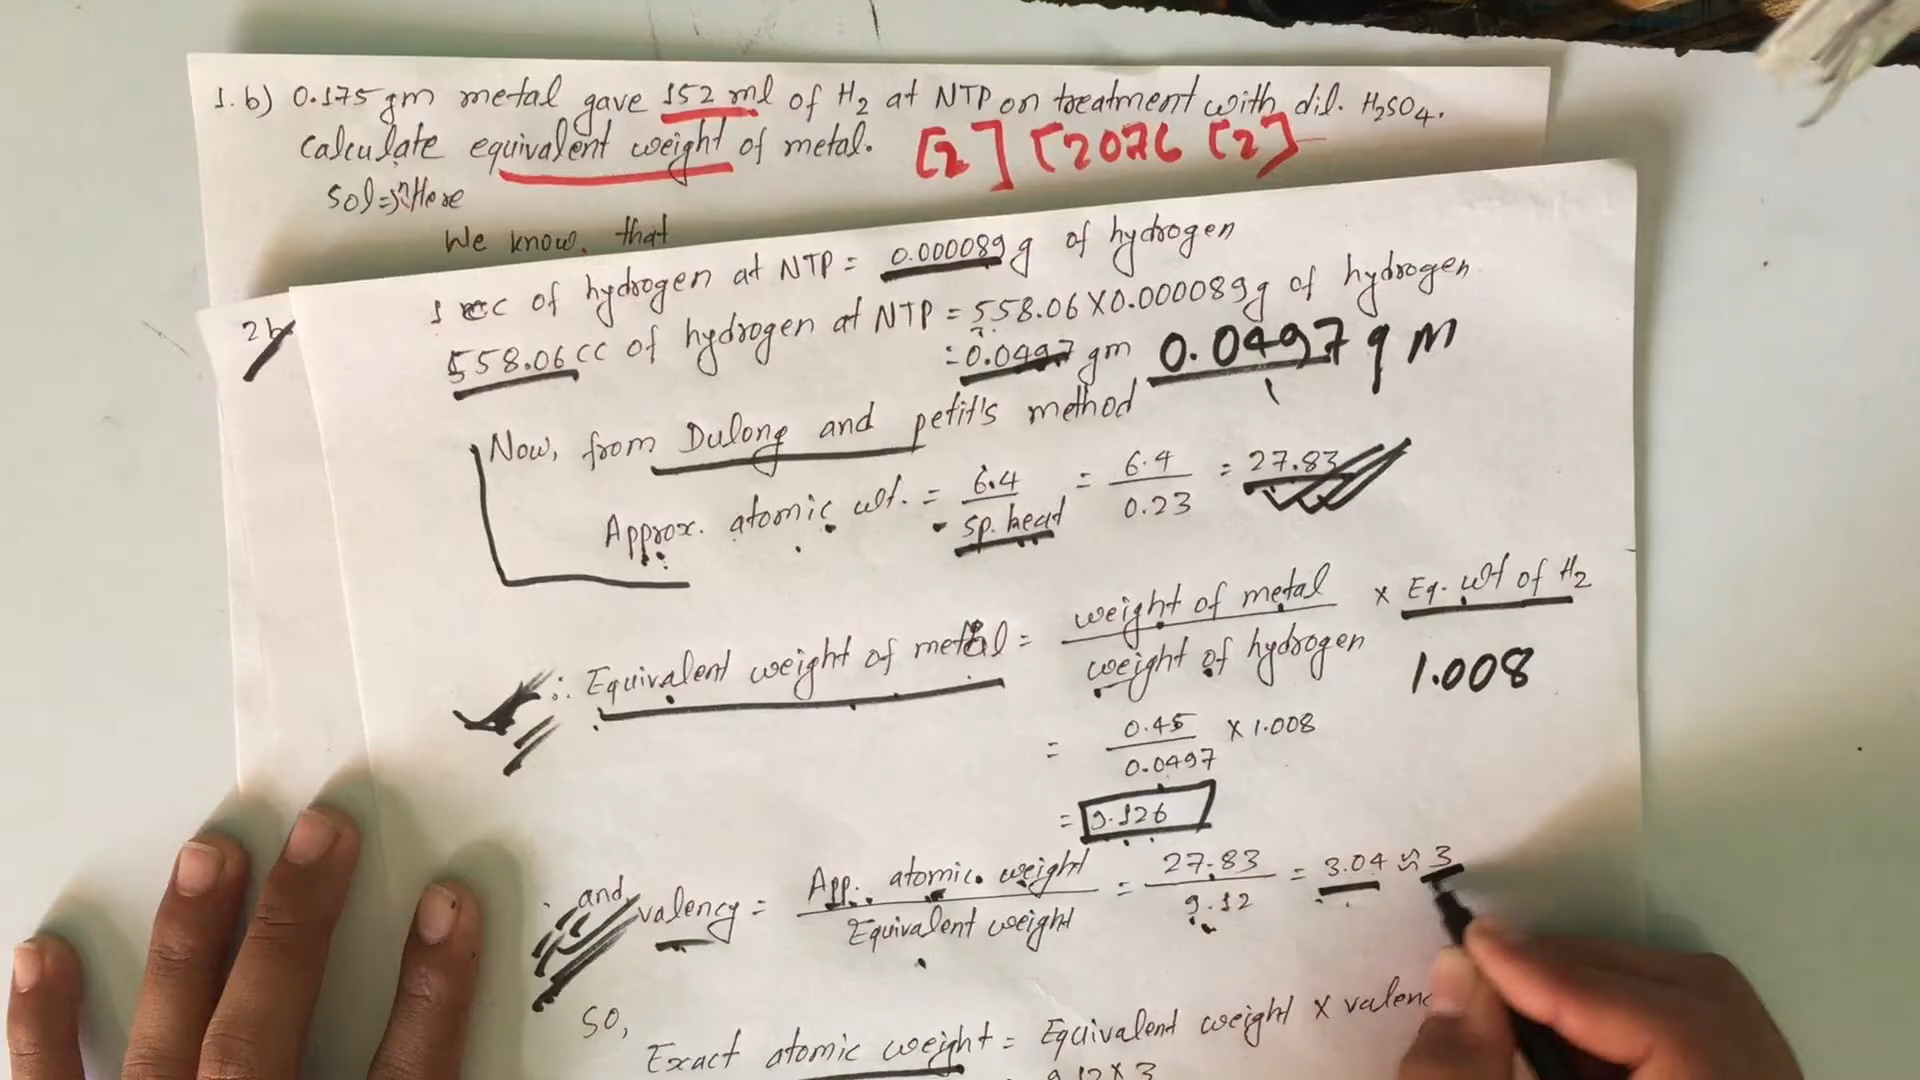 1. b) 0.175 gm metal gave 152 ml of H2 at NTP on treatment with dil. H2SO4.
Calculate equivalent weight of metal. [2] [2076 [2]
Sol=>n Here
We know, that
1 cc of hydrogen at NTP = 0.000089 g of hydrogen
2b
558.06 cc of hydrogen at NTP = 558.06 X 0.000089 g of hydrogen
= 0.0497 gm 0.0497 gm
Now, from Dulong and petit's method
Approx. atomic wt. = 6.4 / sp. heat = 6.4 / 0.23 = 27.83
∴ Equivalent weight of metal = weight of metal / weight of hydrogen × Eq. wt of H2
1.008
= 0.45 / 0.0497 × 1.008
= 9.126
and valency = App. atomic weight / Equivalent weight = 27.83 / 9.12 = 3.04 ≈ 3
so,
Exact atomic weight = Equivalent weight × valenc
9.12 × 3